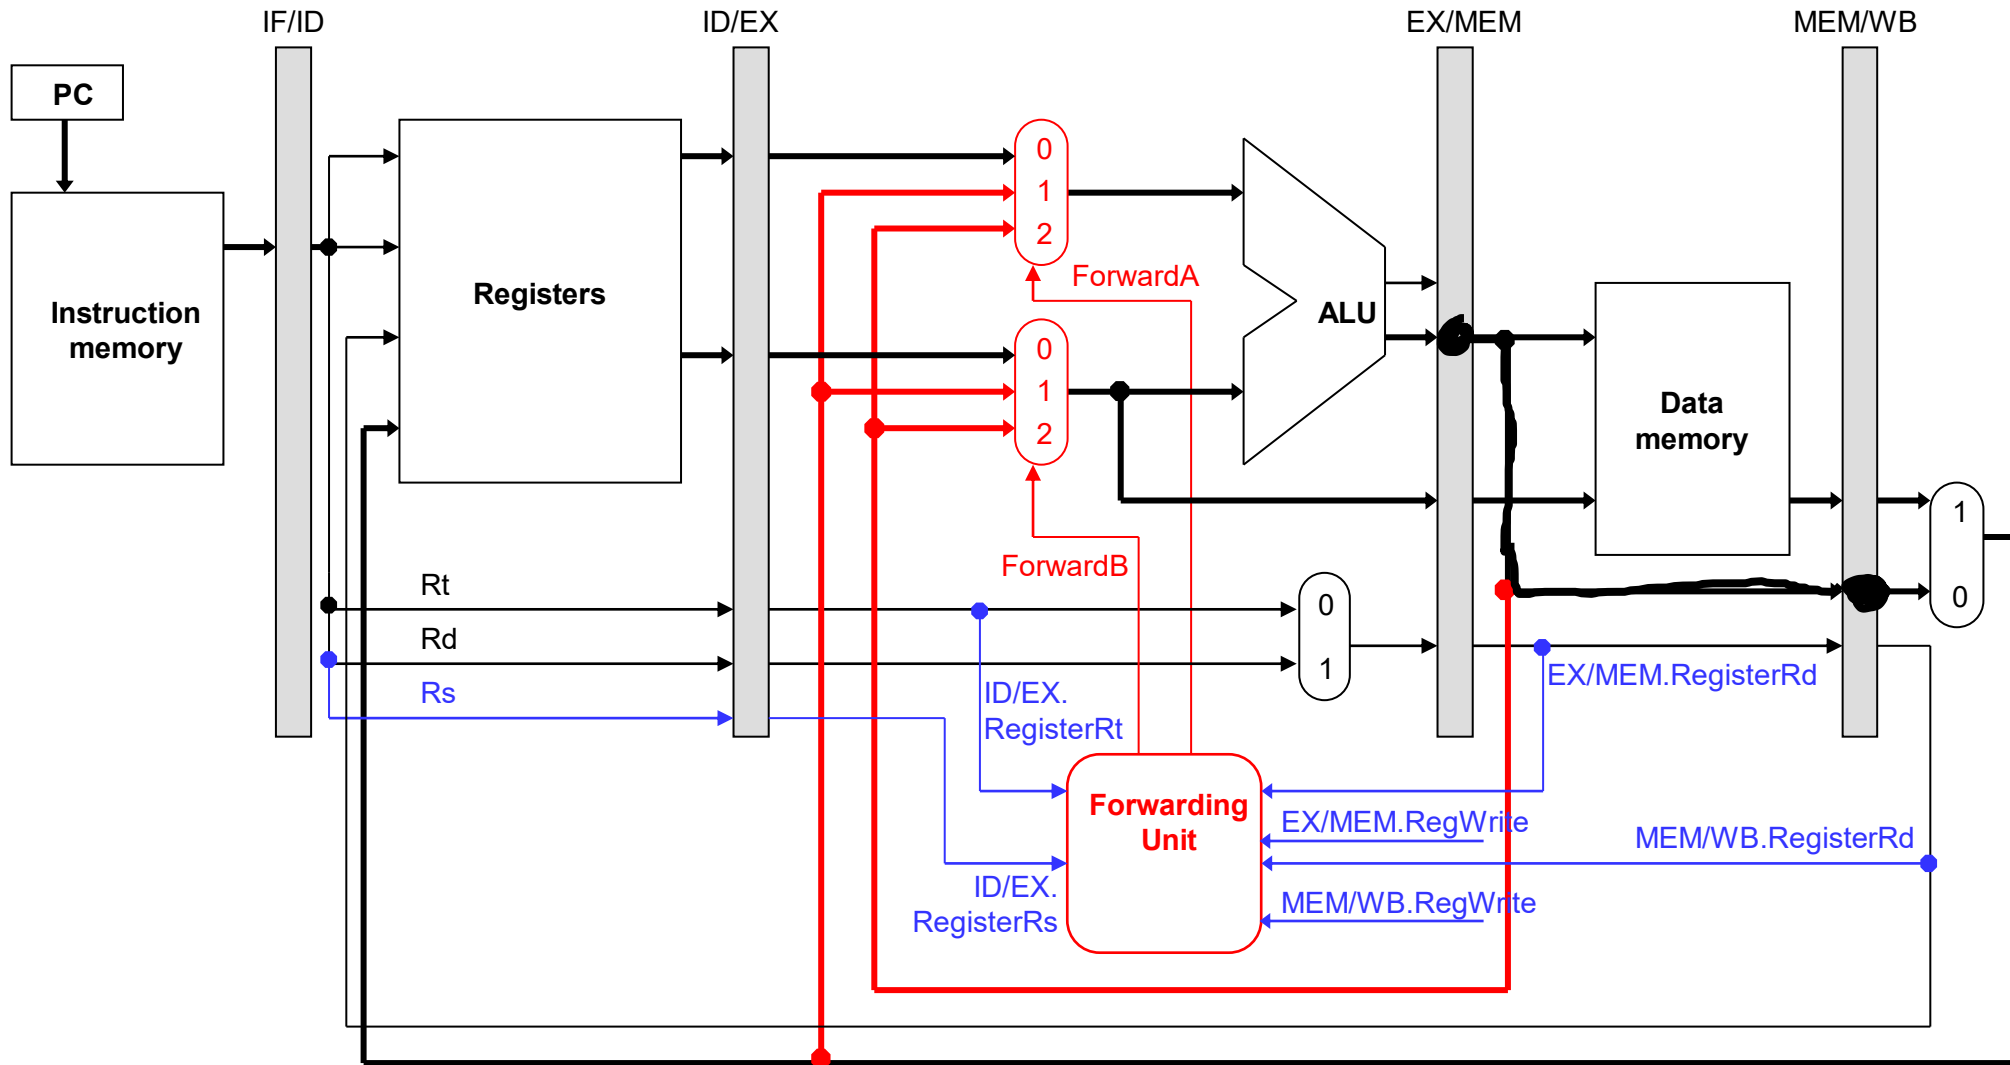 IF/ID
ID/EX
EX/MEM
MEM/WB
PC
Instruction
memory
Registers
0
1
2
ForwardA
0
1
2
ForwardB
ALU
Data
memory
1
0
Rt
Rd
Rs
0
1
ID/EX.
RegisterRt
EX/MEM.RegisterRd
Forwarding
Unit
EX/MEM.RegWrite
MEM/WB.RegisterRd
ID/EX.
RegisterRs
MEM/WB.RegWrite